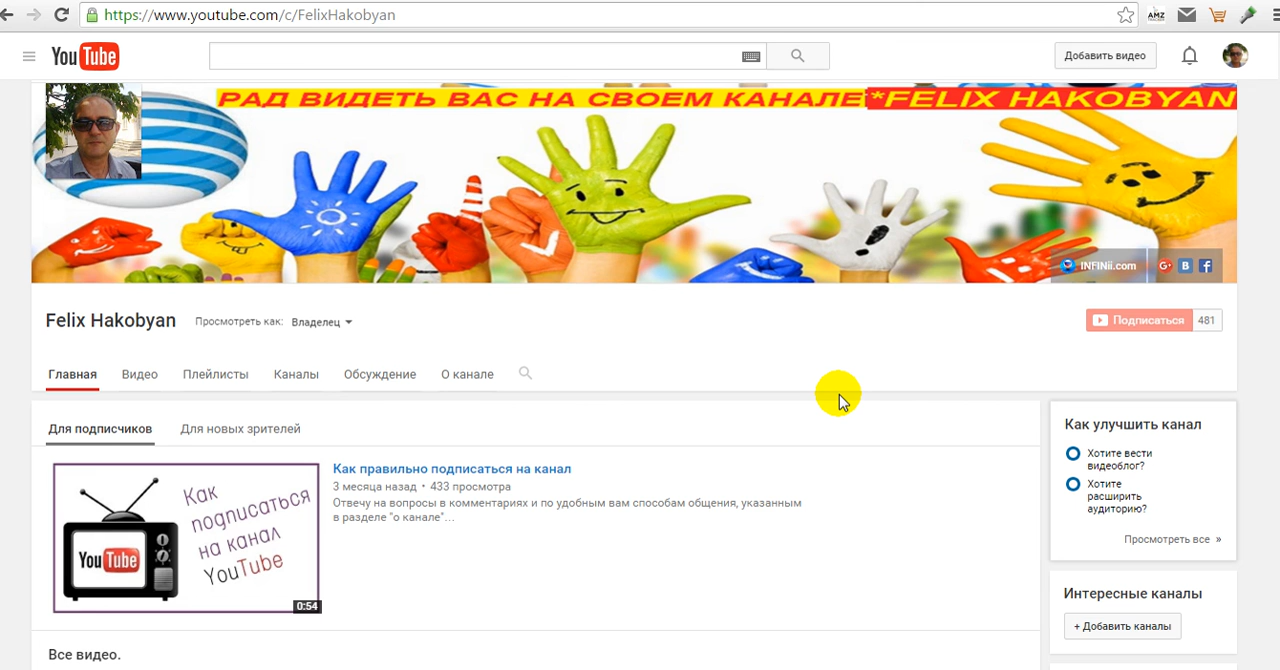 https://www.youtube.com/c/FelixHakobyan
AMZ
YouTube
Добавить видео
РАД ВИДЕТЬ ВАС НА СВОЕМ КАНАЛЕ *FELIX HAKOBYAN
INFINii.com
Felix Hakobyan
Просмотреть как: Владелец
Подписаться 481
Главная Видео Плейлисты Каналы Обсуждение О канале
Для подписчиков Для новых зрителей
Как правильно подписаться на канал
3 месяца назад • 433 просмотра
Отвечу на вопросы в комментариях и по удобным вам способам общения, указанным
в разделе "о канале"...
Как
подписаться
на канал
YouTube
YouTube
0:54
Все видео.
Как улучшить канал
Хотите вести
видеоблог?
Хотите
расширить
аудиторию?
Просмотреть все »
Интересные каналы
+ Добавить каналы